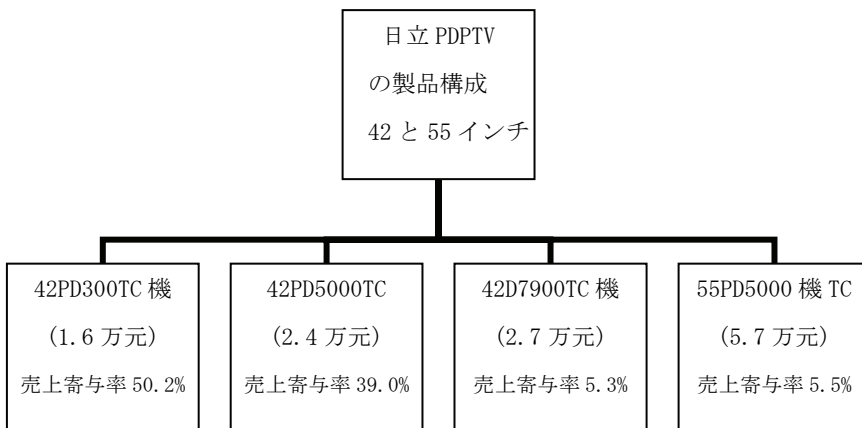 日立 PDPTV
の製品構成
42 と 55 インチ
42PD300TC 機
(1.6 万元)
売上寄与率 50.2%
42PD5000TC
(2.4 万元)
売上寄与率 39.0%
42D7900TC 機
(2.7 万元)
売上寄与率 5.3%
55PD5000 機 TC
(5.7 万元)
売上寄与率 5.5%